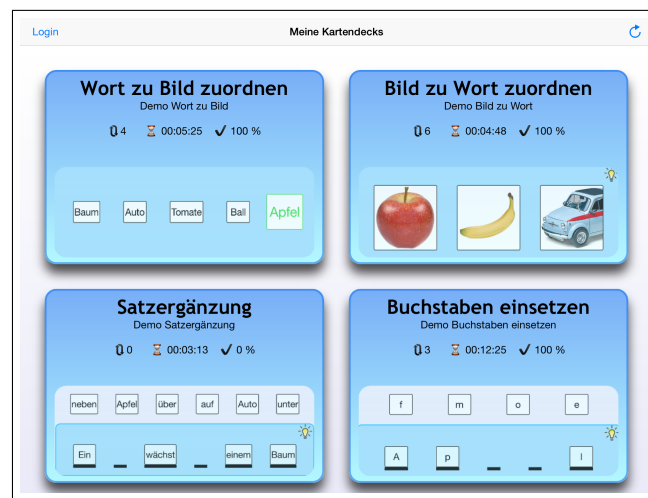 Login
Meine Kartendecks
Wort zu Bild zuordnen
Demo Wort zu Bild
4 00:05:25 100 %
Baum Auto Tomate Ball Apfel
Bild zu Wort zuordnen
Demo Bild zu Wort
6 00:04:48 100 %
Satzergänzung
Demo Satzergänzung
0 00:03:13 0 %
neben Apfel über auf Auto unter
Ein _ wächst _ einem Baum
Buchstaben einsetzen
Demo Buchstaben einsetzen
3 00:12:25 100 %
f m o e
A p _ _ l